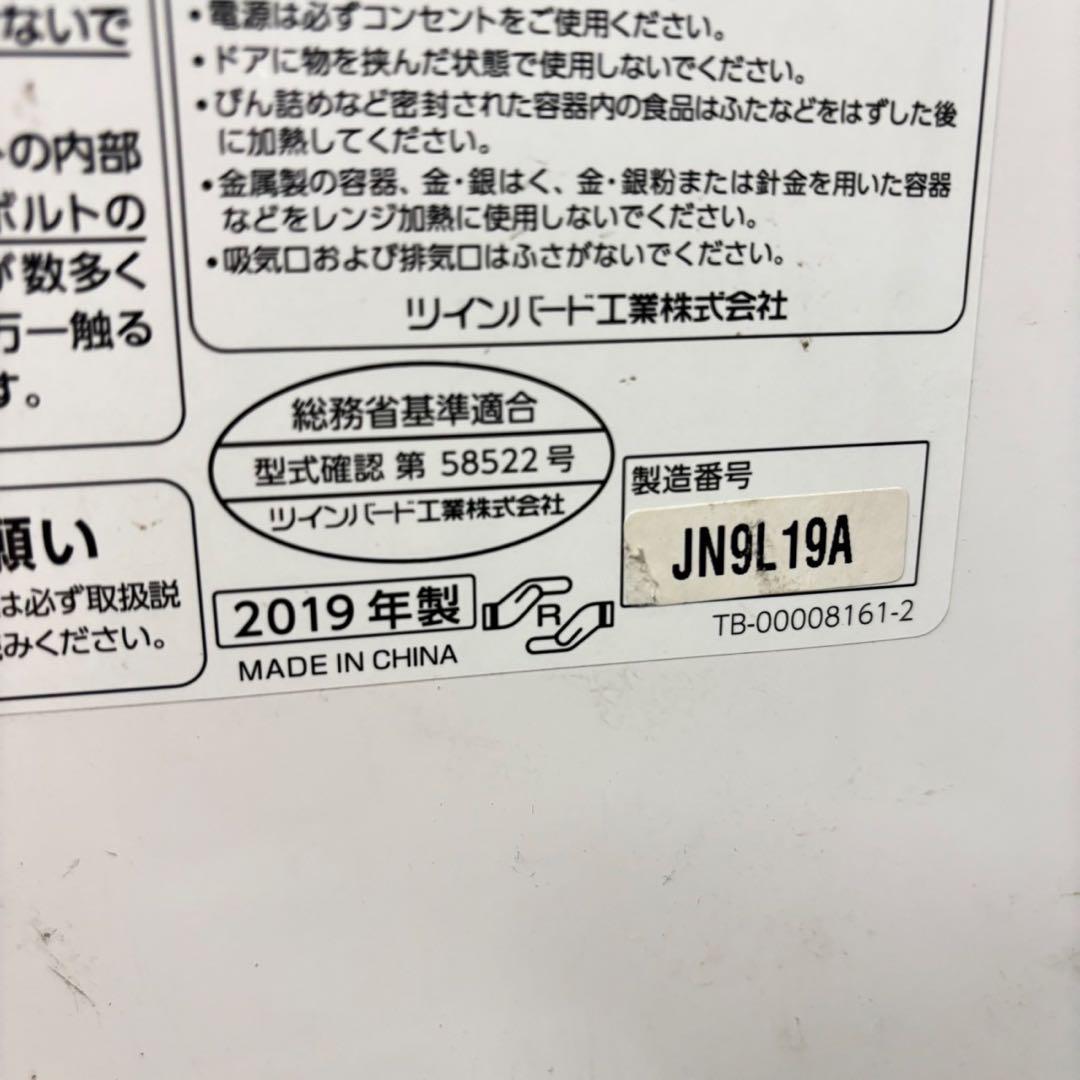 ないで
の内部
ボルトの
が数多く
万一触る
す。
願い
は必ず取扱説
みください。
・電源は必ずコンセントをご使用ください。
・ドアに物を挟んだ状態で使用しないでください。
・びん詰めなど密封された容器内の食品はふたなどをはずした後
に加熱してください。
・金属製の容器、金・銀はく、金・銀粉または針金を用いた容器
などをレンジ加熱に使用しないでください。
・吸気口および排気口はふさがないでください。
ツインバード工業株式会社
総務省基準適合
型式確認 第 58522号
ツインバード工業株式会社
製造番号
JN9L19A
2019年製
R
TB-00008161-2
MADE IN CHINA